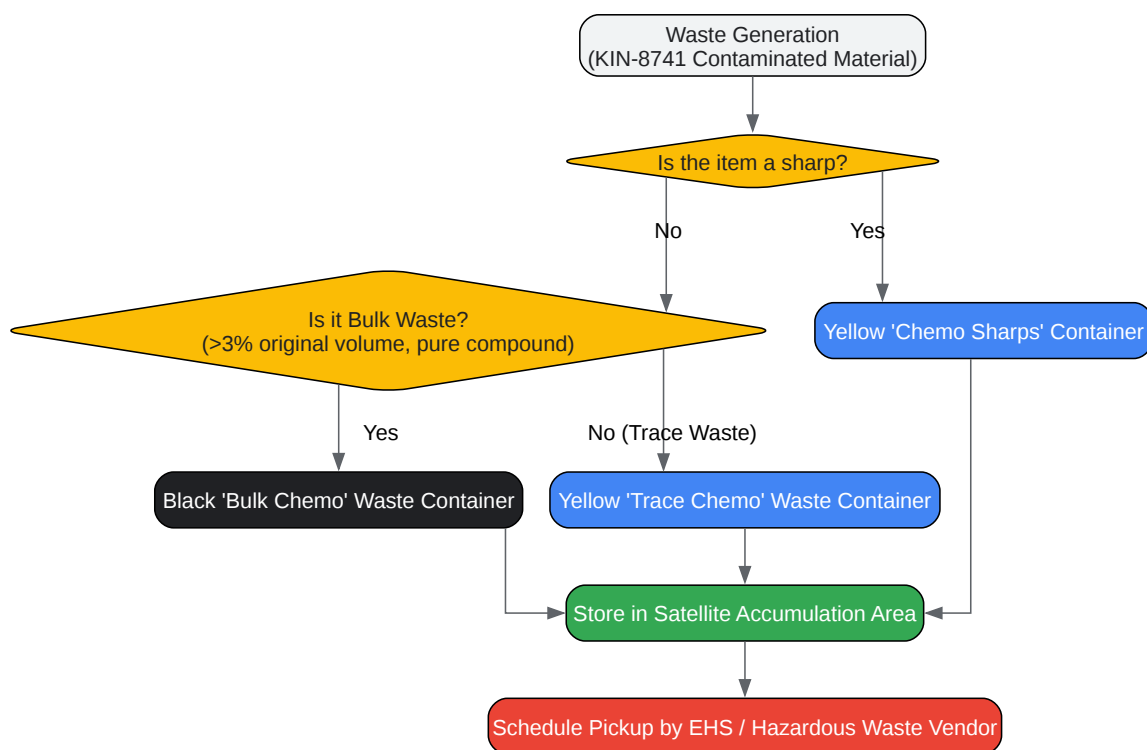 Waste Generation
(KIN-8741 Contaminated Material)
Is the item a sharp?
No
Yes
Is it Bulk Waste?
(>3% original volume, pure compound)
Yellow 'Chemo Sharps' Container
Yes
No (Trace Waste)
Black 'Bulk Chemo' Waste Container
Yellow 'Trace Chemo' Waste Container
Store in Satellite Accumulation Area
Schedule Pickup by EHS / Hazardous Waste Vendor